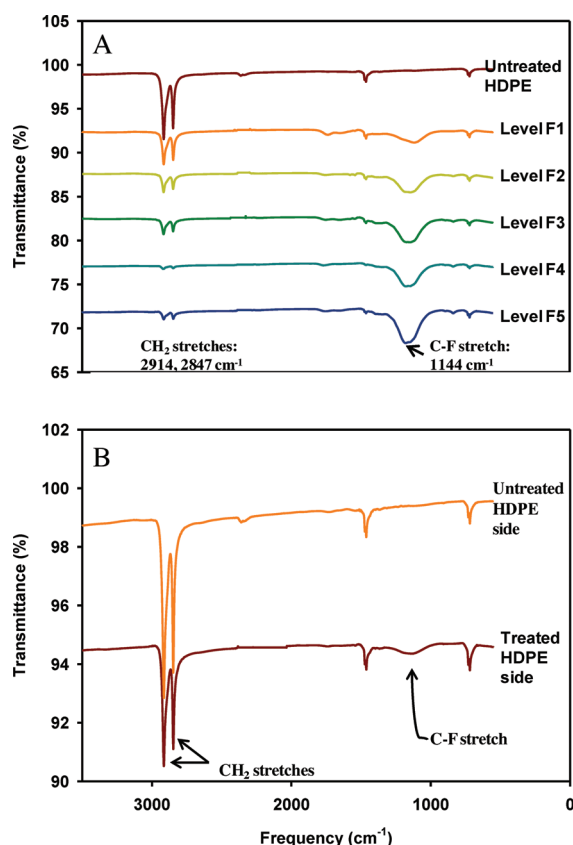 A
105
100
95
90
85
80
75
70
65
Transmittance (%)
Untreated
HDPE
Level F1
Level F2
Level F3
Level F4
Level F5
CH₂ stretches:
2914, 2847 cm⁻¹
C-F stretch:
1144 cm⁻¹
B
102
100
98
96
94
92
90
Transmittance (%)
Untreated
HDPE
side
Treated
HDPE
side
C-F stretch
CH₂ stretches
3000 2000 1000 0
Frequency (cm⁻¹)